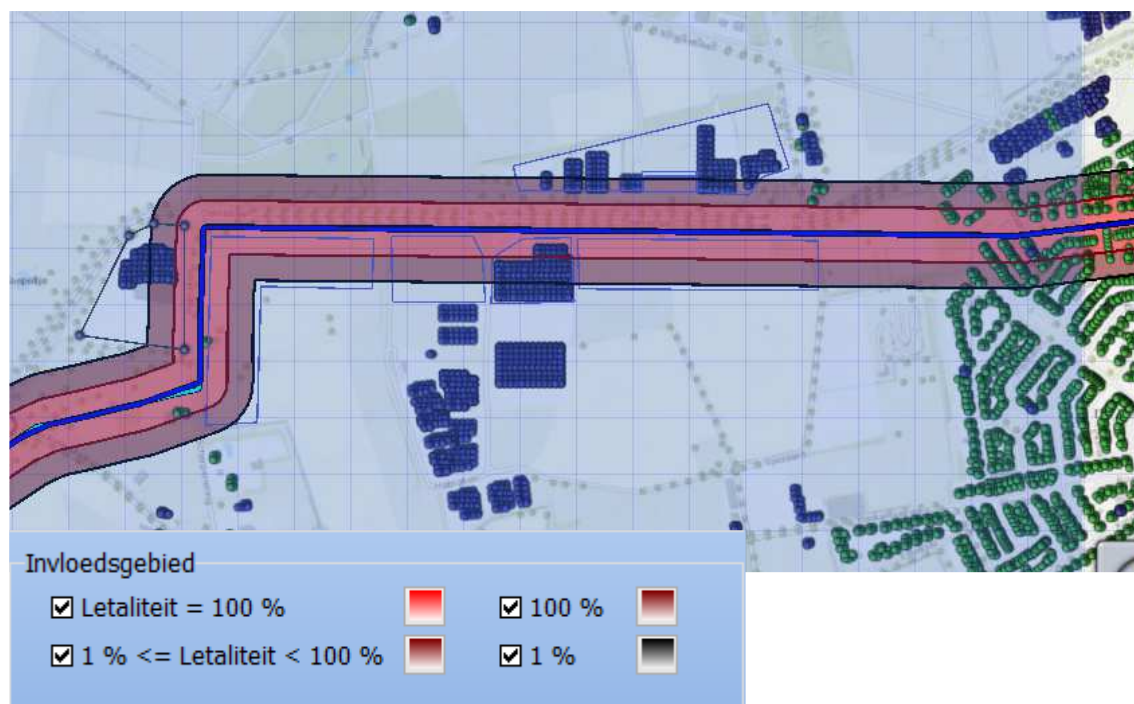 Invloedsgebied
Letaliteit = 100 %
100 %
1 % <= Letaliteit < 100 %
1 %